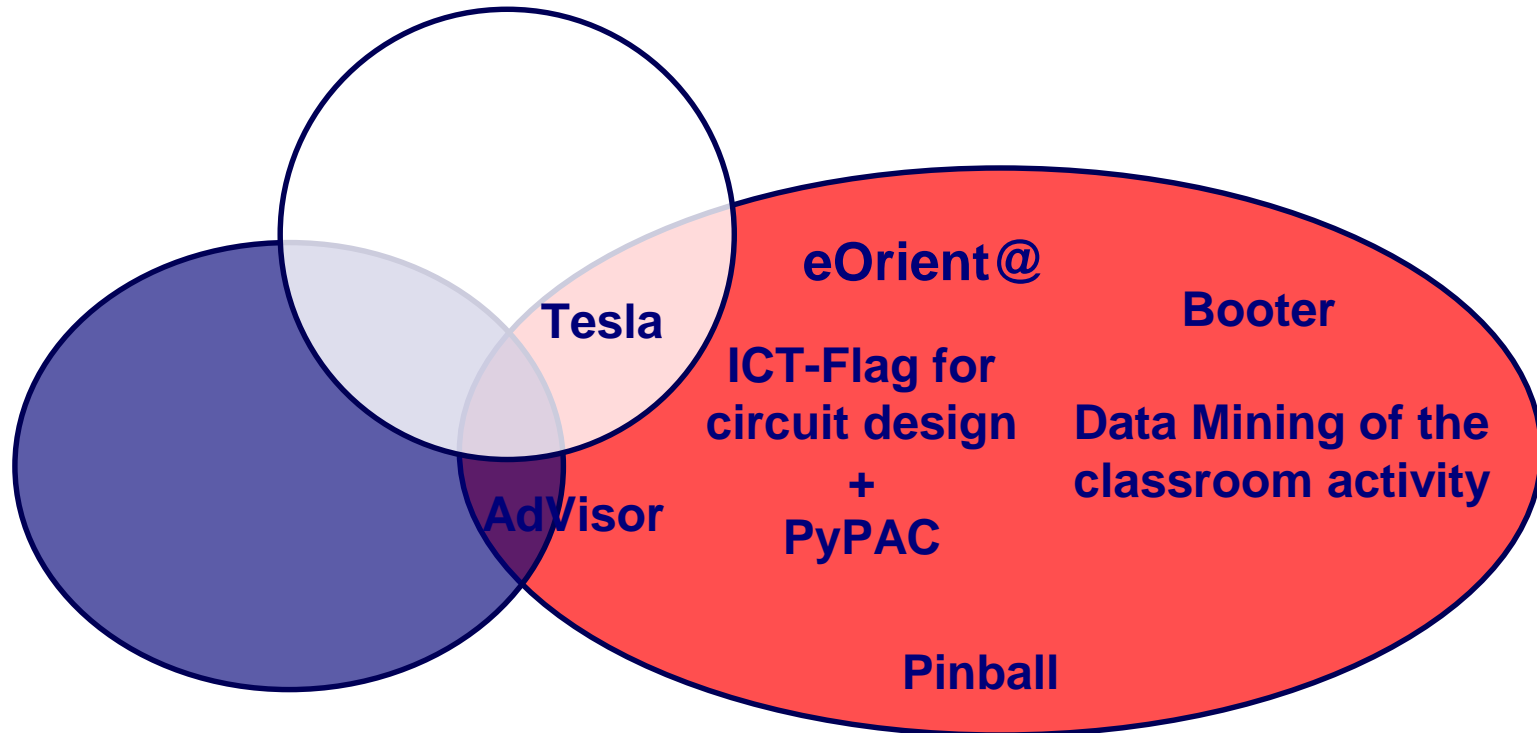 eOrient@
Booter
Tesla
ICT-Flag for
circuit design
+
PyPAC
Data Mining of the
classroom activity
AdVisor
Pinball